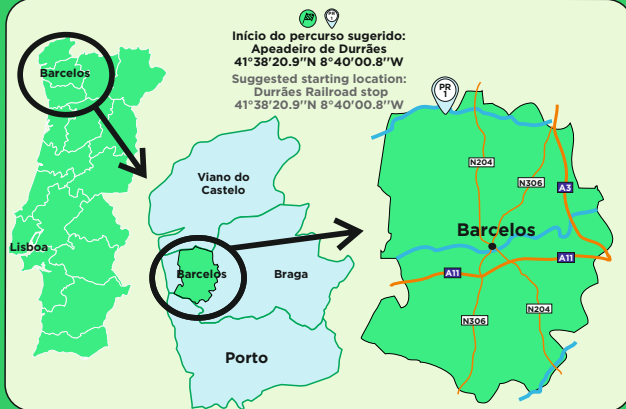 PR
1
Início do percurso sugerido:
Apeadeiro de Durrães
41°38'20.9"N 8°40'00.8"W
Suggested starting location:
Durrães Railroad stop
41°38'20.9"N 8°40'00.8"W
Barcelos
Lisboa
Viano do
Castelo
Barcelos
Braga
Porto
PR
1
N204
N306
A3
Barcelos
A11
A11
N306
N204